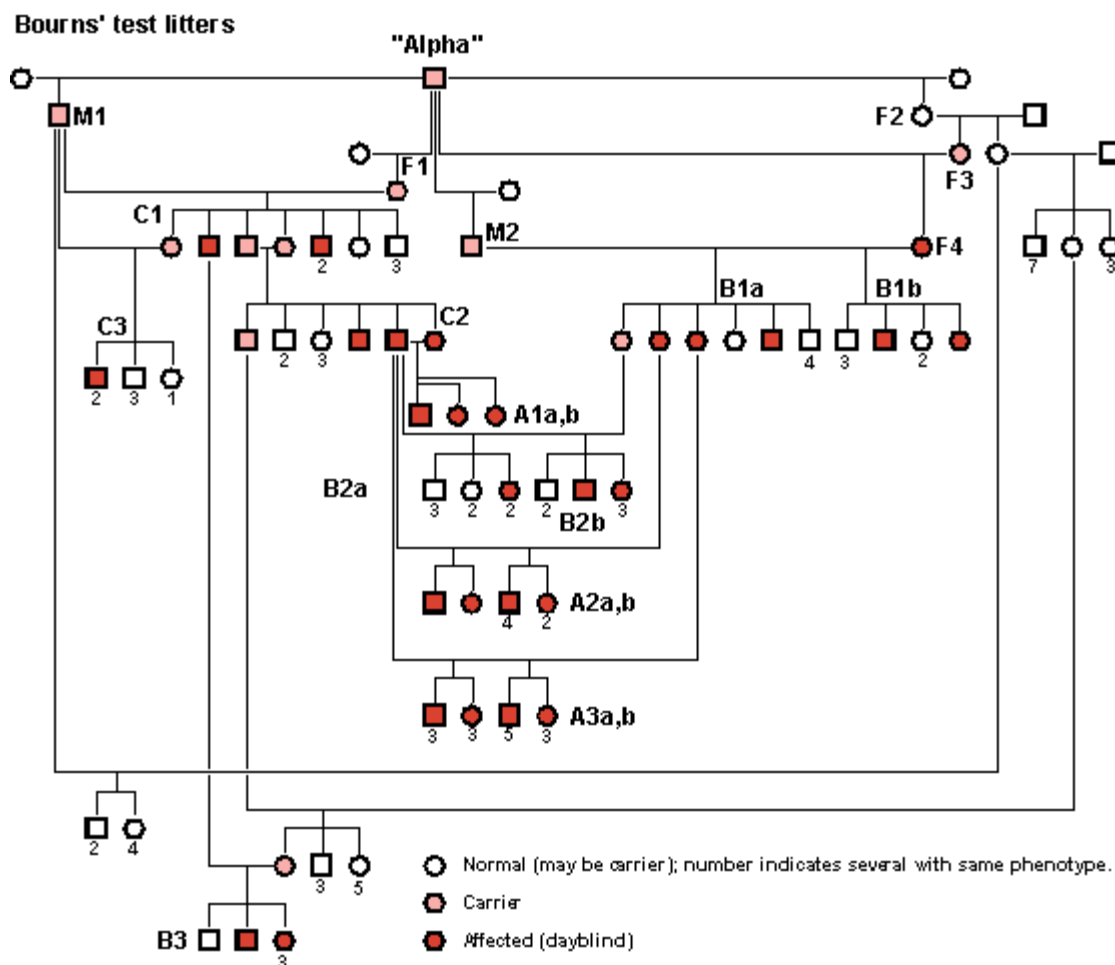 Bourns' test litters
"Alpha"
M1
F2
F1
F3
C1
M2
F4
2
3
7
3
B1a
B1b
C2
C3
2
3
4
3
2
2
3
1
A1a,b
B2a
3
2
2
2
3
B2b
A2a,b
4
2
A3a,b
3
3
5
3
2
4
3
5
Normal (may be carrier); number indicates several with same phenotype.
Carrier
B3
Affected (dayblind)
3